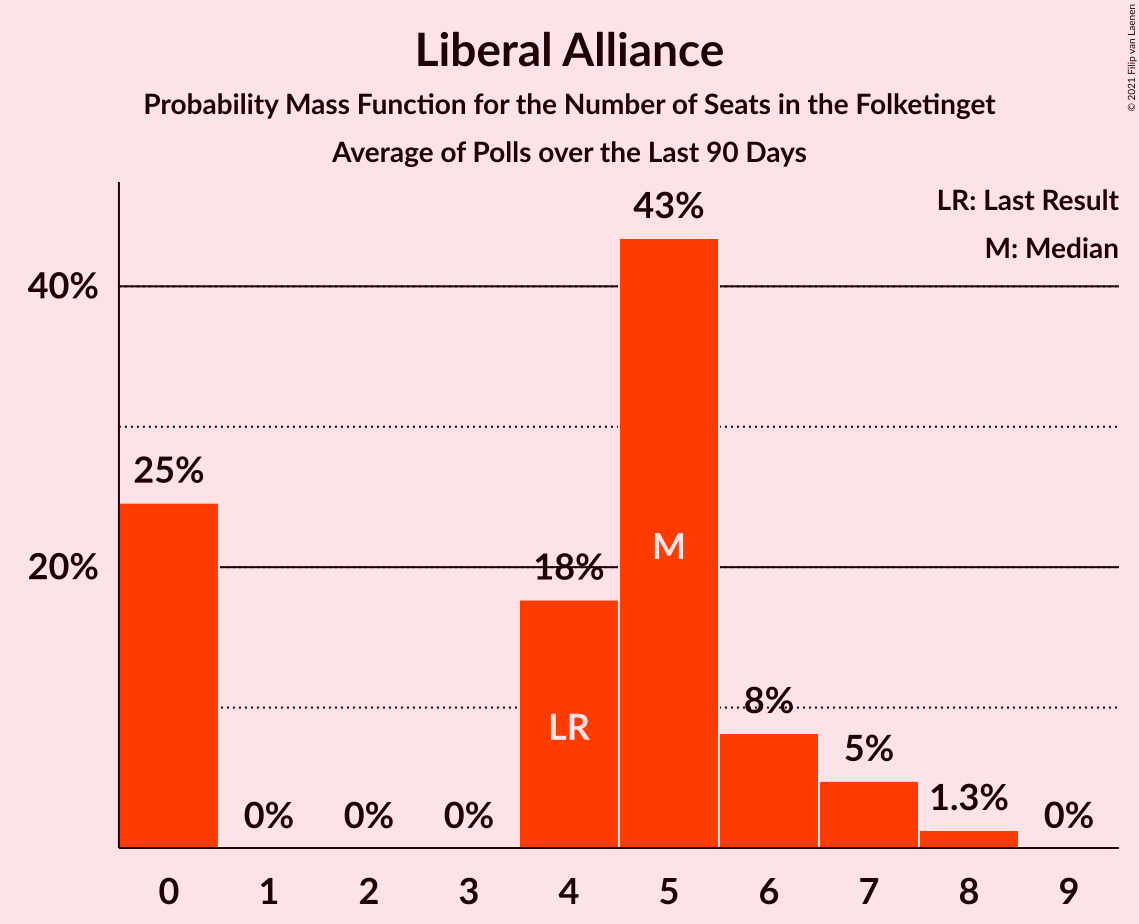 Liberal Alliance
Probability Mass Function for the Number of Seats in the Folketinget
Average of Polls over the Last 90 Days
© 2021 Filip van Laenen
LR: Last Result
M: Median
43%
40%
25%
M
20%
18%
LR
8%
5%
1.3%
0% 0% 0% 0%
0 1 2 3 4 5 6 7 8 9